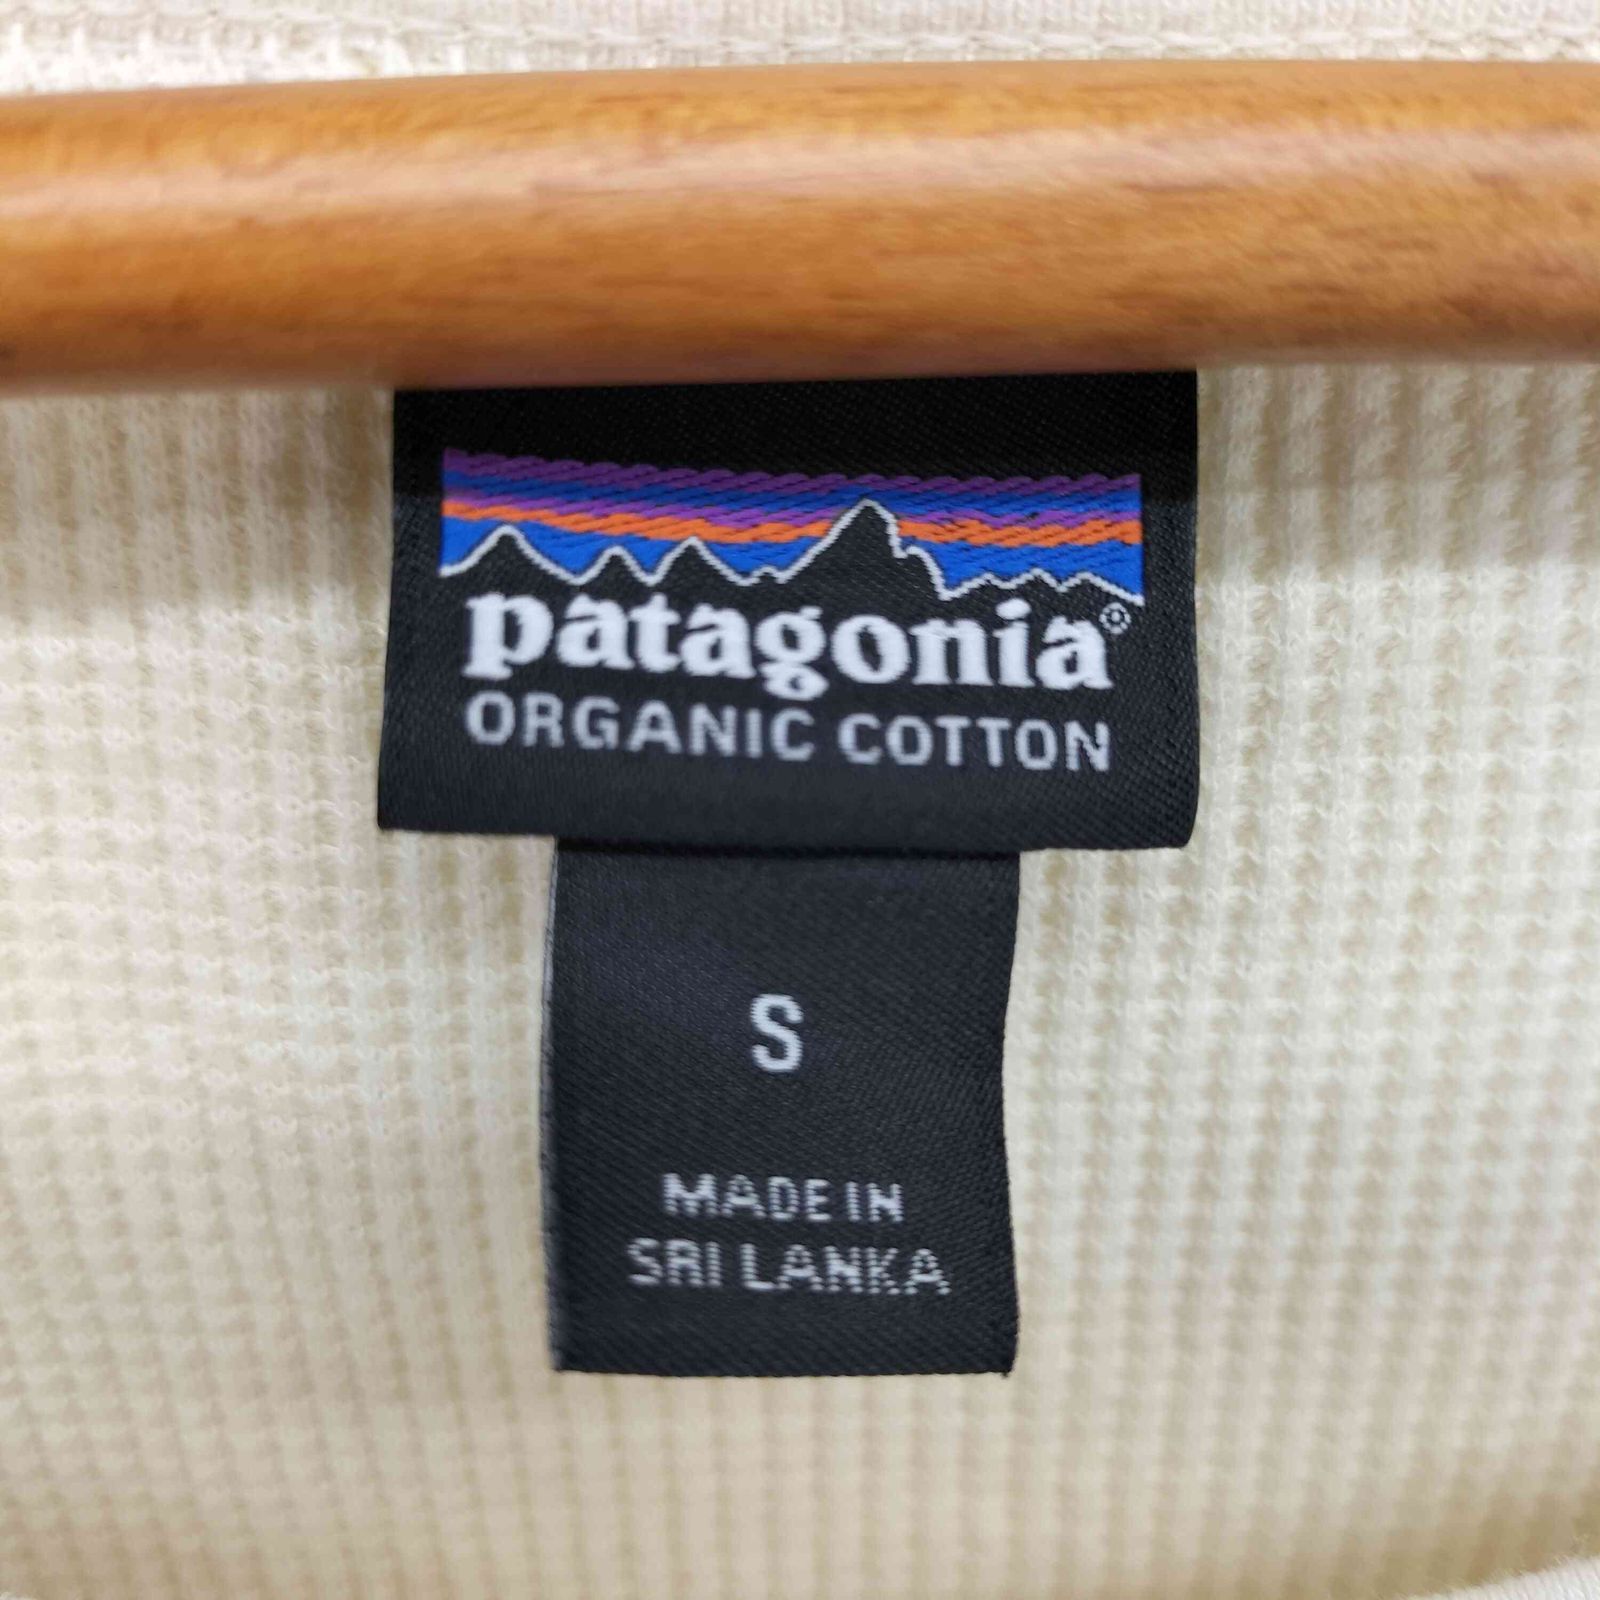 patagonia®
ORGANIC COTTON
S
MADE IN
SRI LANKA